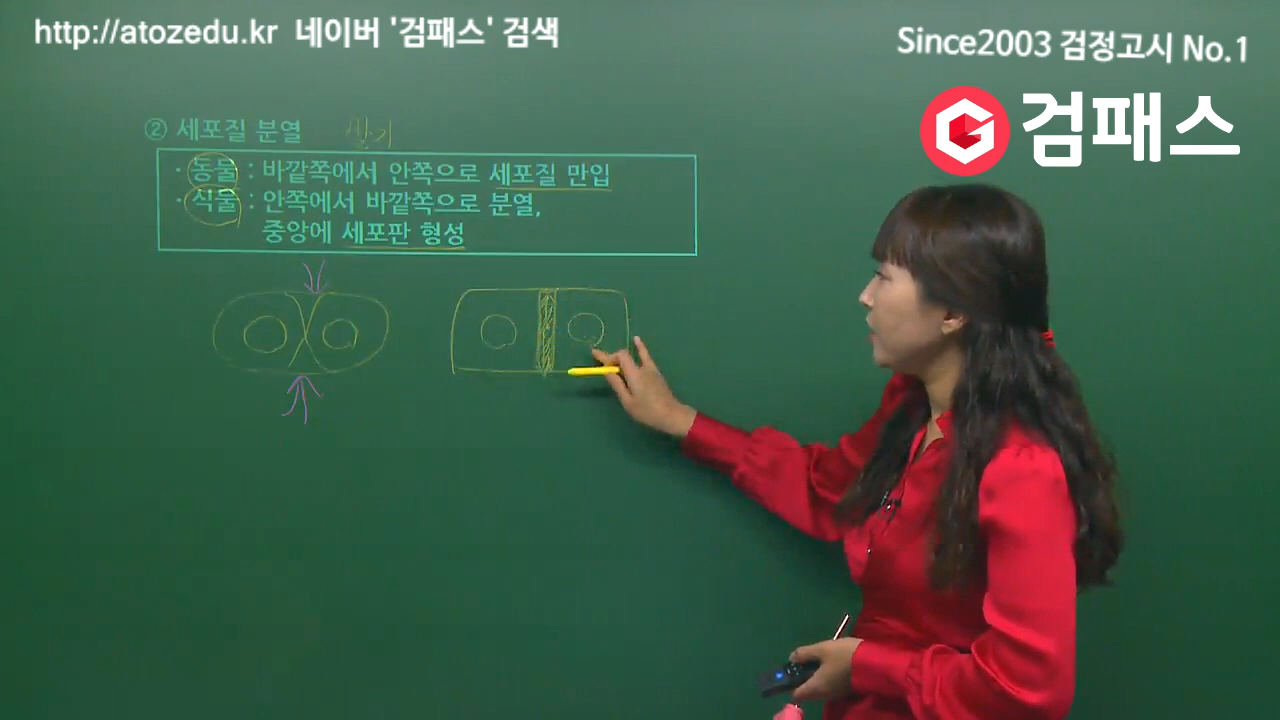 http://atozedu.kr 네이버 '검패스' 검색
Since2003 검정고시 No.1
검패스
② 세포질 분열 말기
· 동물 : 바깥쪽에서 안쪽으로 세포질 만입
· 식물 : 안쪽에서 바깥쪽으로 분열,
중앙에 세포판 형성